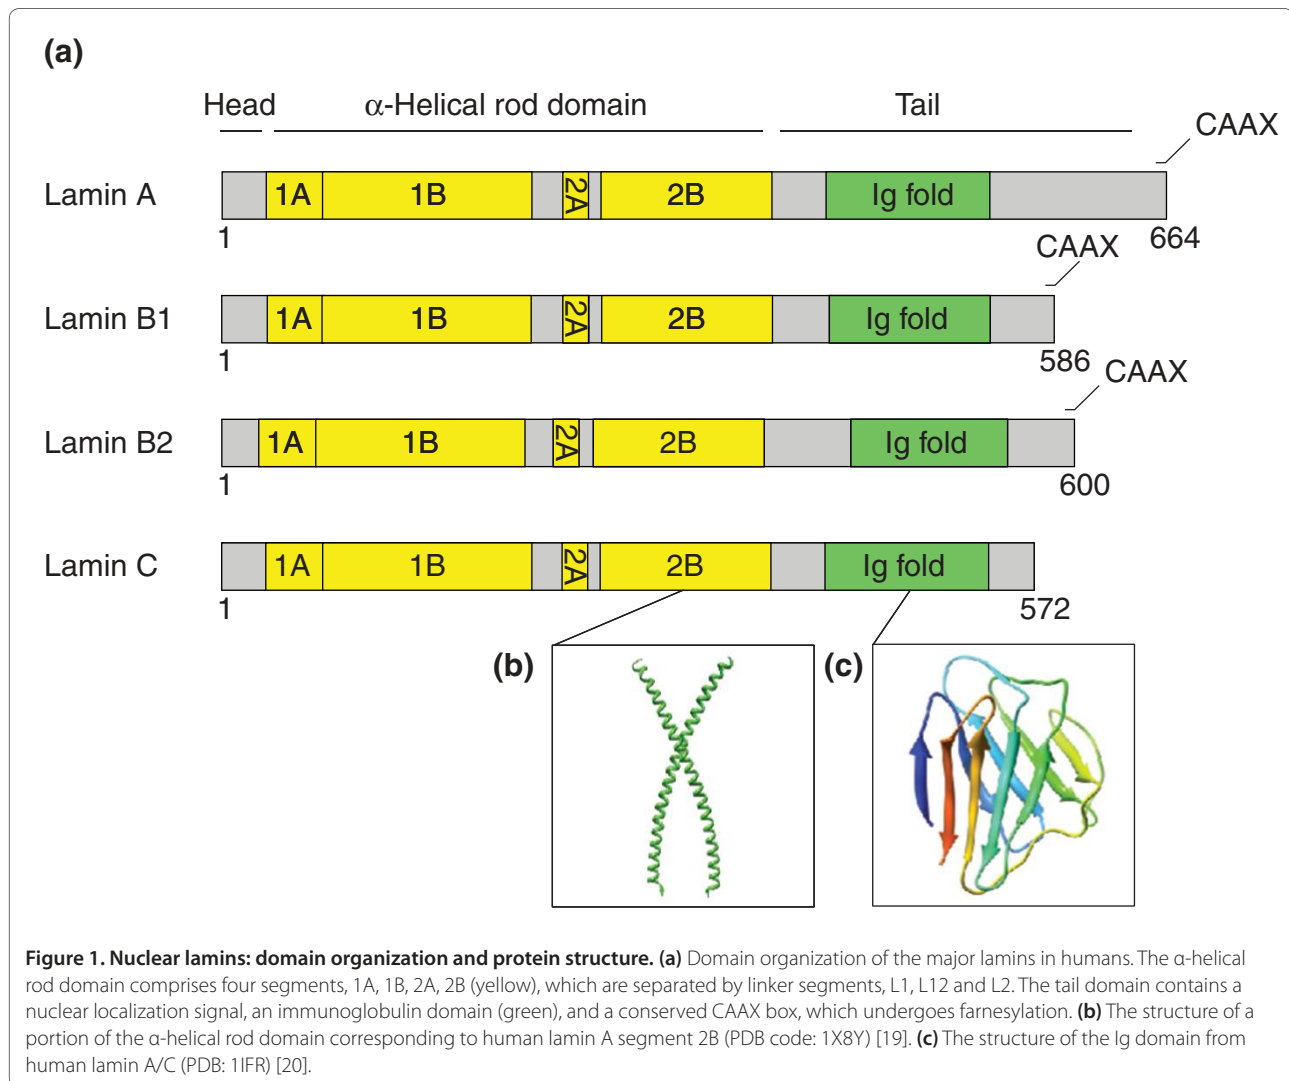 (a)
Head α-Helical rod domain Tail
CAAX
Lamin A 1A 1B 2A 2B Ig fold
1 664
CAAX
Lamin B1 1A 1B 2A 2B Ig fold
1 586
CAAX
Lamin B2 1A 1B 2A 2B Ig fold
1 600
Lamin C 1A 1B 2A 2B Ig fold
1 572
(b) (c)
Figure 1. Nuclear lamins: domain organization and protein structure. (a) Domain organization of the major lamins in humans. The α-helical
rod domain comprises four segments, 1A, 1B, 2A, 2B (yellow), which are separated by linker segments, L1, L12 and L2. The tail domain contains a
nuclear localization signal, an immunoglobulin domain (green), and a conserved CAAX box, which undergoes farnesylation. (b) The structure of a
portion of the α-helical rod domain corresponding to human lamin A segment 2B (PDB code: 1X8Y) [19]. (c) The structure of the Ig domain from
human lamin A/C (PDB: 1IFR) [20].